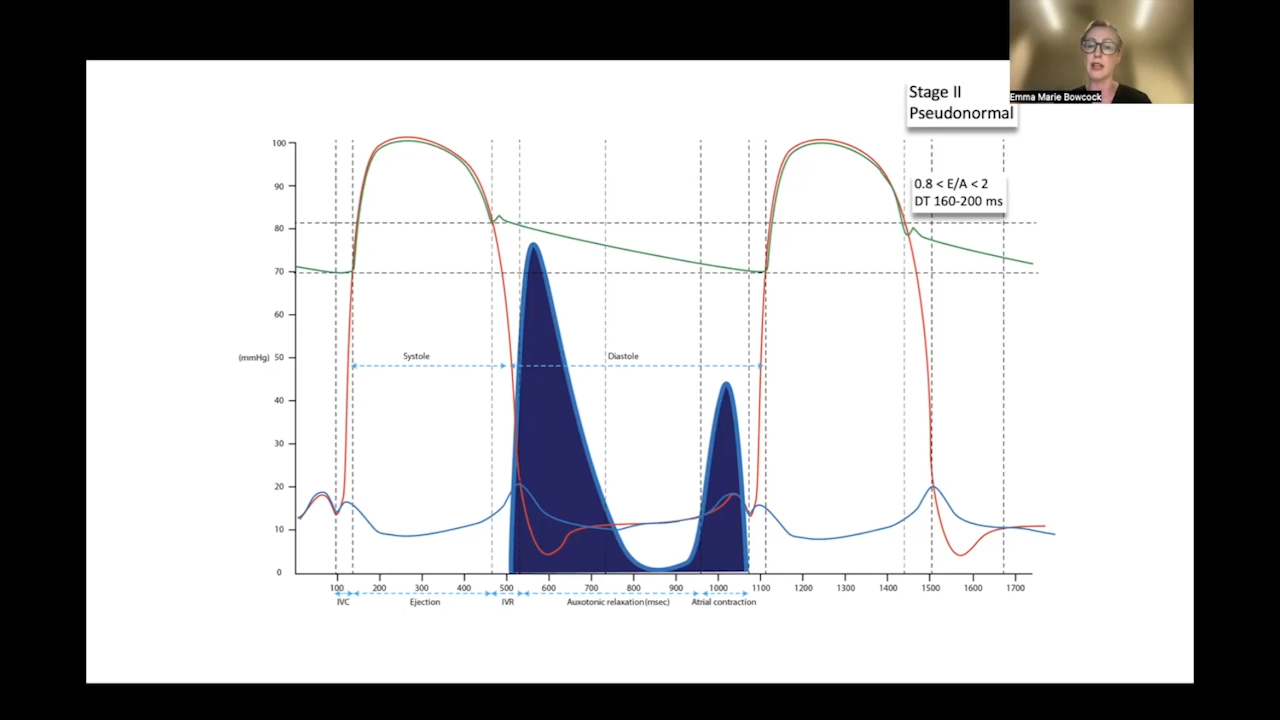 Emma Marie Bowcock
Stage II
Pseudonormal
0.8 < E/A < 2
DT 160-200 ms
100
90
80
70
60
(mmHg) 50
40
30
20
10
0
Systole
Diastole
100 200 300 400 500 600 700 800 900 1000 1100 1200 1300 1400 1500 1600 1700
IVC Ejection IVR Auxotonic relaxation(msec) Atrial contraction